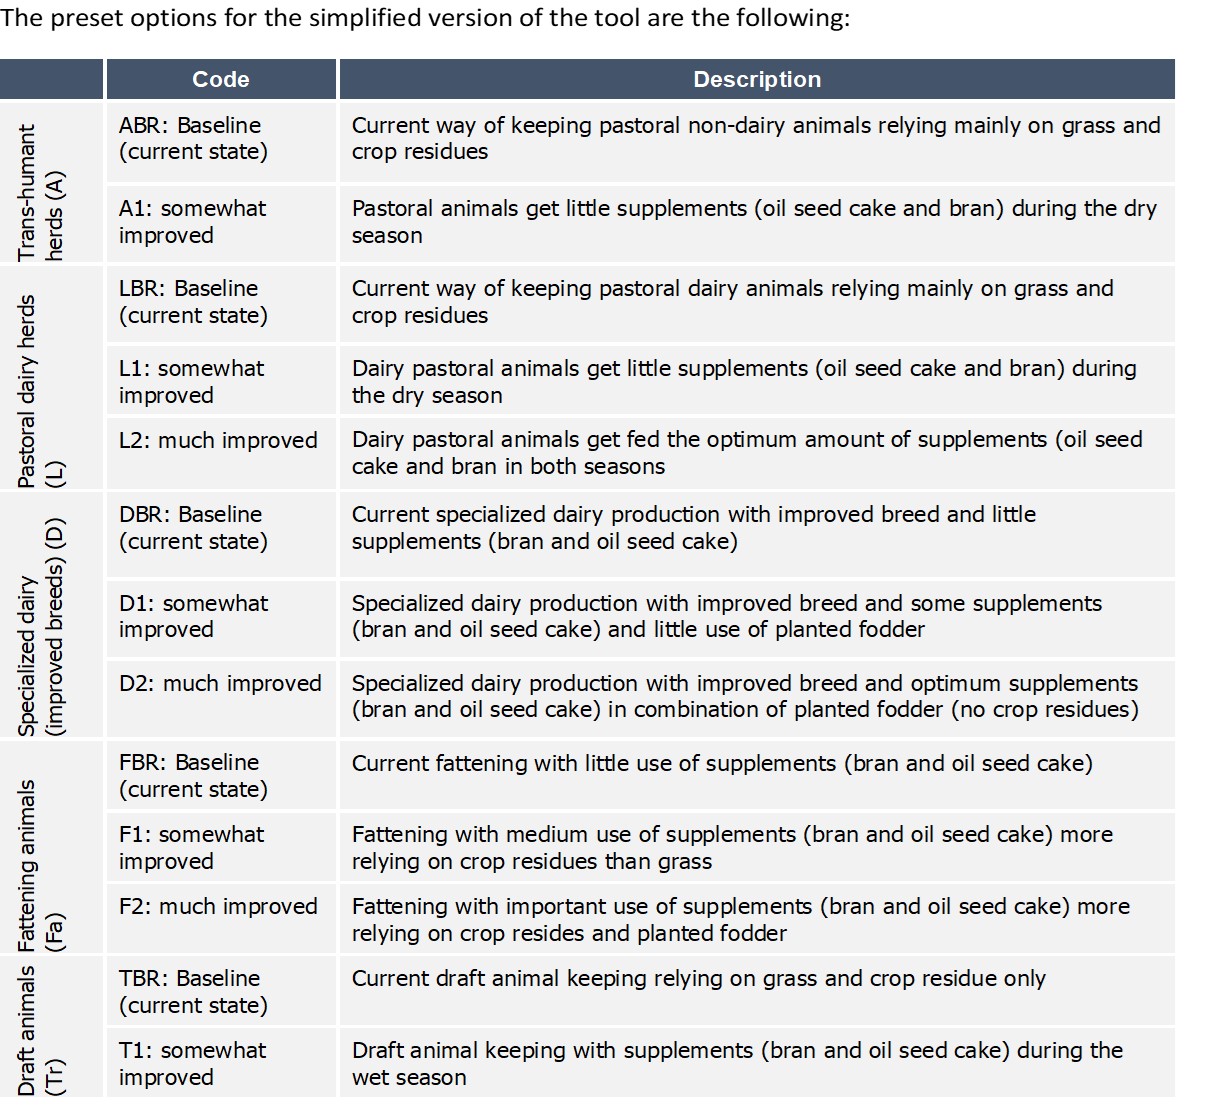 The preset options for the simplified version of the tool are the following:
Code
Description
Trans-humant
herds (A)
ABR: Baseline
(current state)
Current way of keeping pastoral non-dairy animals relying mainly on grass and
crop residues
A1: somewhat
improved
Pastoral animals get little supplements (oil seed cake and bran) during the dry
season
Pastoral dairy herds
(L)
LBR: Baseline
(current state)
Current way of keeping pastoral dairy animals relying mainly on grass and
crop residues
L1: somewhat
improved
Dairy pastoral animals get little supplements (oil seed cake and bran) during
the dry season
L2: much improved
Dairy pastoral animals get fed the optimum amount of supplements (oil seed
cake and bran in both seasons
Specialized dairy
(improved breeds) (D)
DBR: Baseline
(current state)
Current specialized dairy production with improved breed and little
supplements (bran and oil seed cake)
D1: somewhat
improved
Specialized dairy production with improved breed and some supplements
(bran and oil seed cake) and little use of planted fodder
D2: much improved
Specialized dairy production with improved breed and optimum supplements
(bran and oil seed cake) in combination of planted fodder (no crop residues)
Fattening animals
(Fa)
FBR: Baseline
(current state)
Current fattening with little use of supplements (bran and oil seed cake)
F1: somewhat
improved
Fattening with medium use of supplements (bran and oil seed cake) more
relying on crop residues than grass
F2: much improved
Fattening with important use of supplements (bran and oil seed cake) more
relying on crop resides and planted fodder
Draft animals
(Tr)
TBR: Baseline
(current state)
Current draft animal keeping relying on grass and crop residue only
T1: somewhat
improved
Draft animal keeping with supplements (bran and oil seed cake) during the
wet season